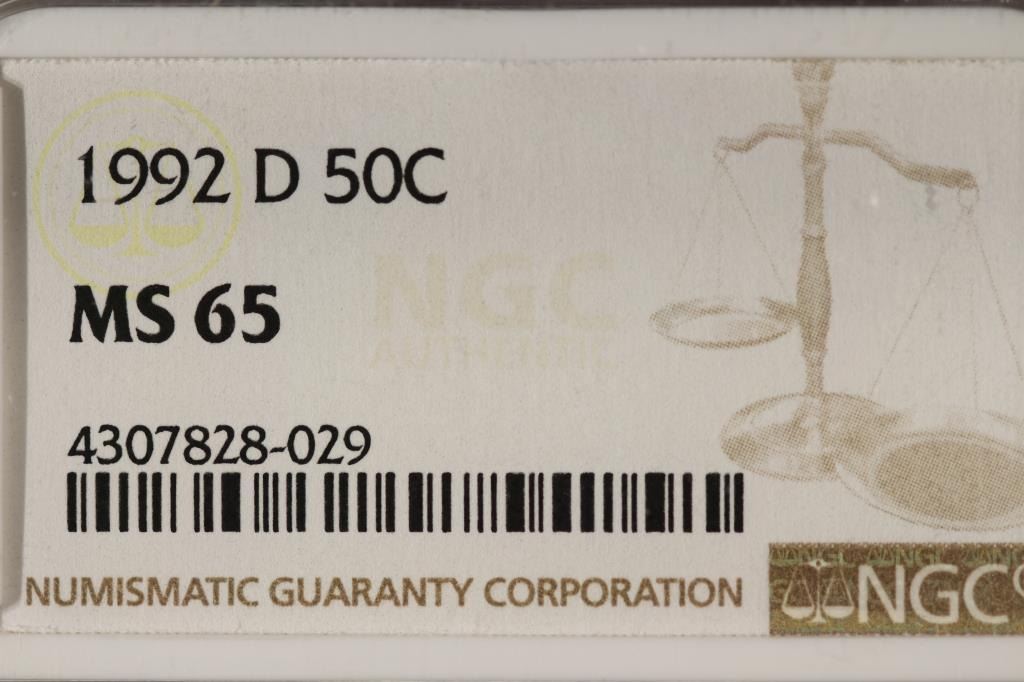 1992 D 50C
NGC
AUTHENTIC
MS 65
4307828-029
NUMISMATIC GUARANTY CORPORATION
NGC